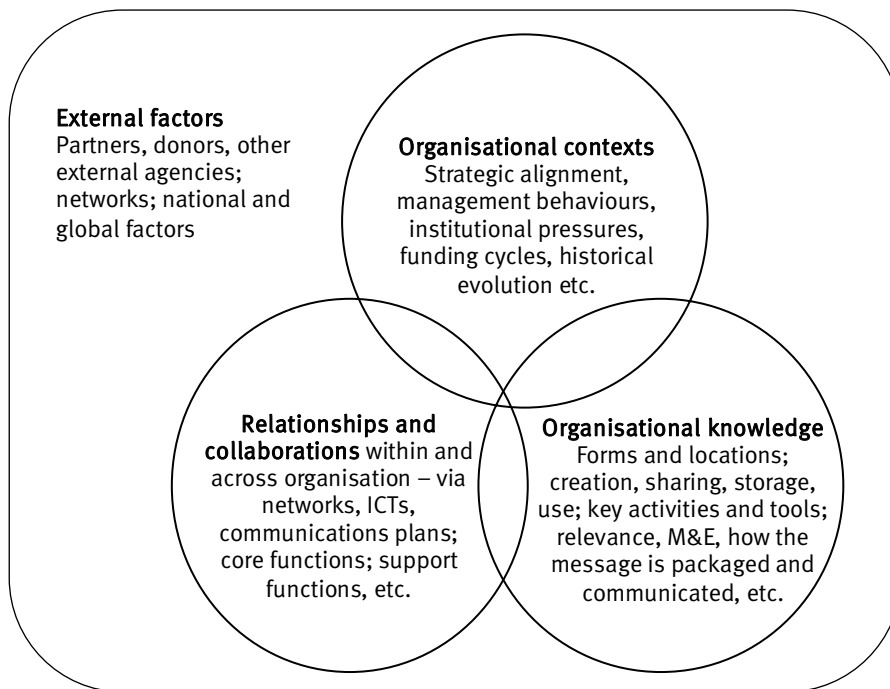 External factors
Partners, donors, other
external agencies;
networks; national and
global factors
Organisational contexts
Strategic alignment,
management behaviours,
institutional pressures,
funding cycles, historical
evolution etc.
Relationships and
collaborations within and
across organisation – via
networks, ICTs,
communications plans;
core functions; support
functions, etc.
Organisational knowledge
Forms and locations;
creation, sharing, storage,
use; key activities and tools;
relevance, M&E, how the
message is packaged and
communicated, etc.